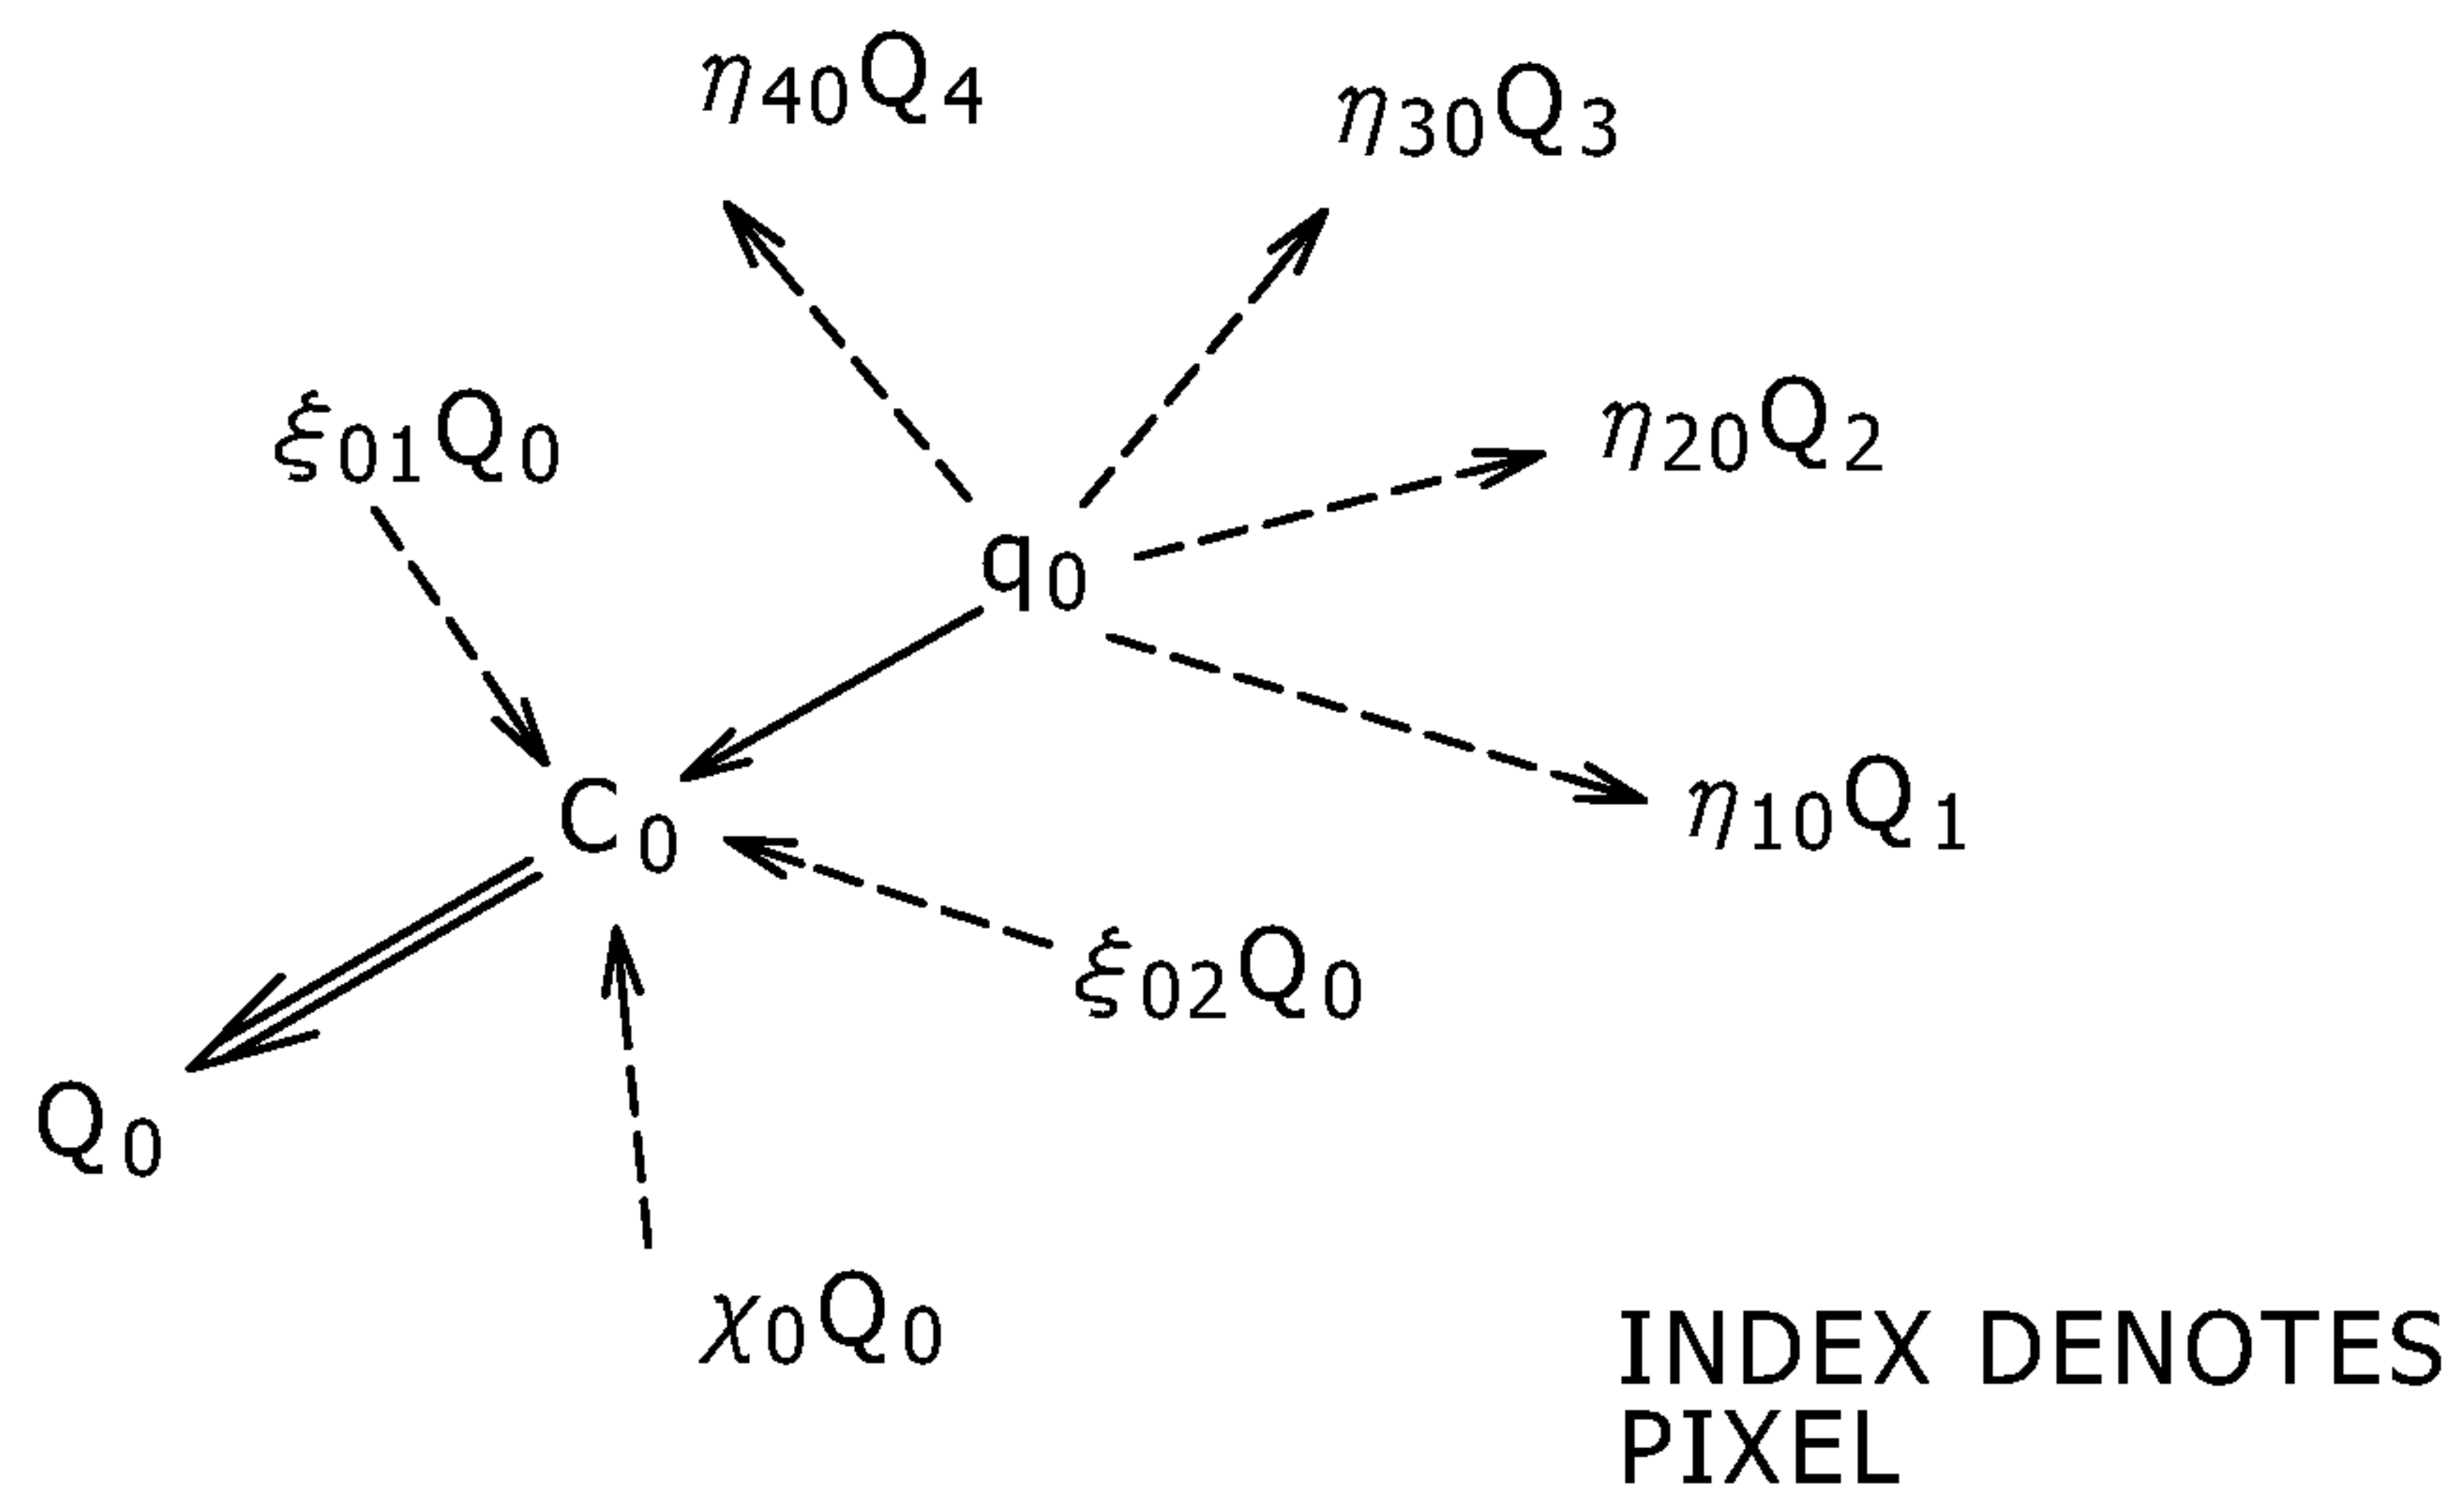 η₄₀Q₄
η₃₀Q₃
ξ₀₁Q₀
η₂₀Q₂
q₀
C₀
η₁₀Q₁
ξ₀₂Q₀
Q₀
χ₀Q₀
INDEX DENOTES
PIXEL